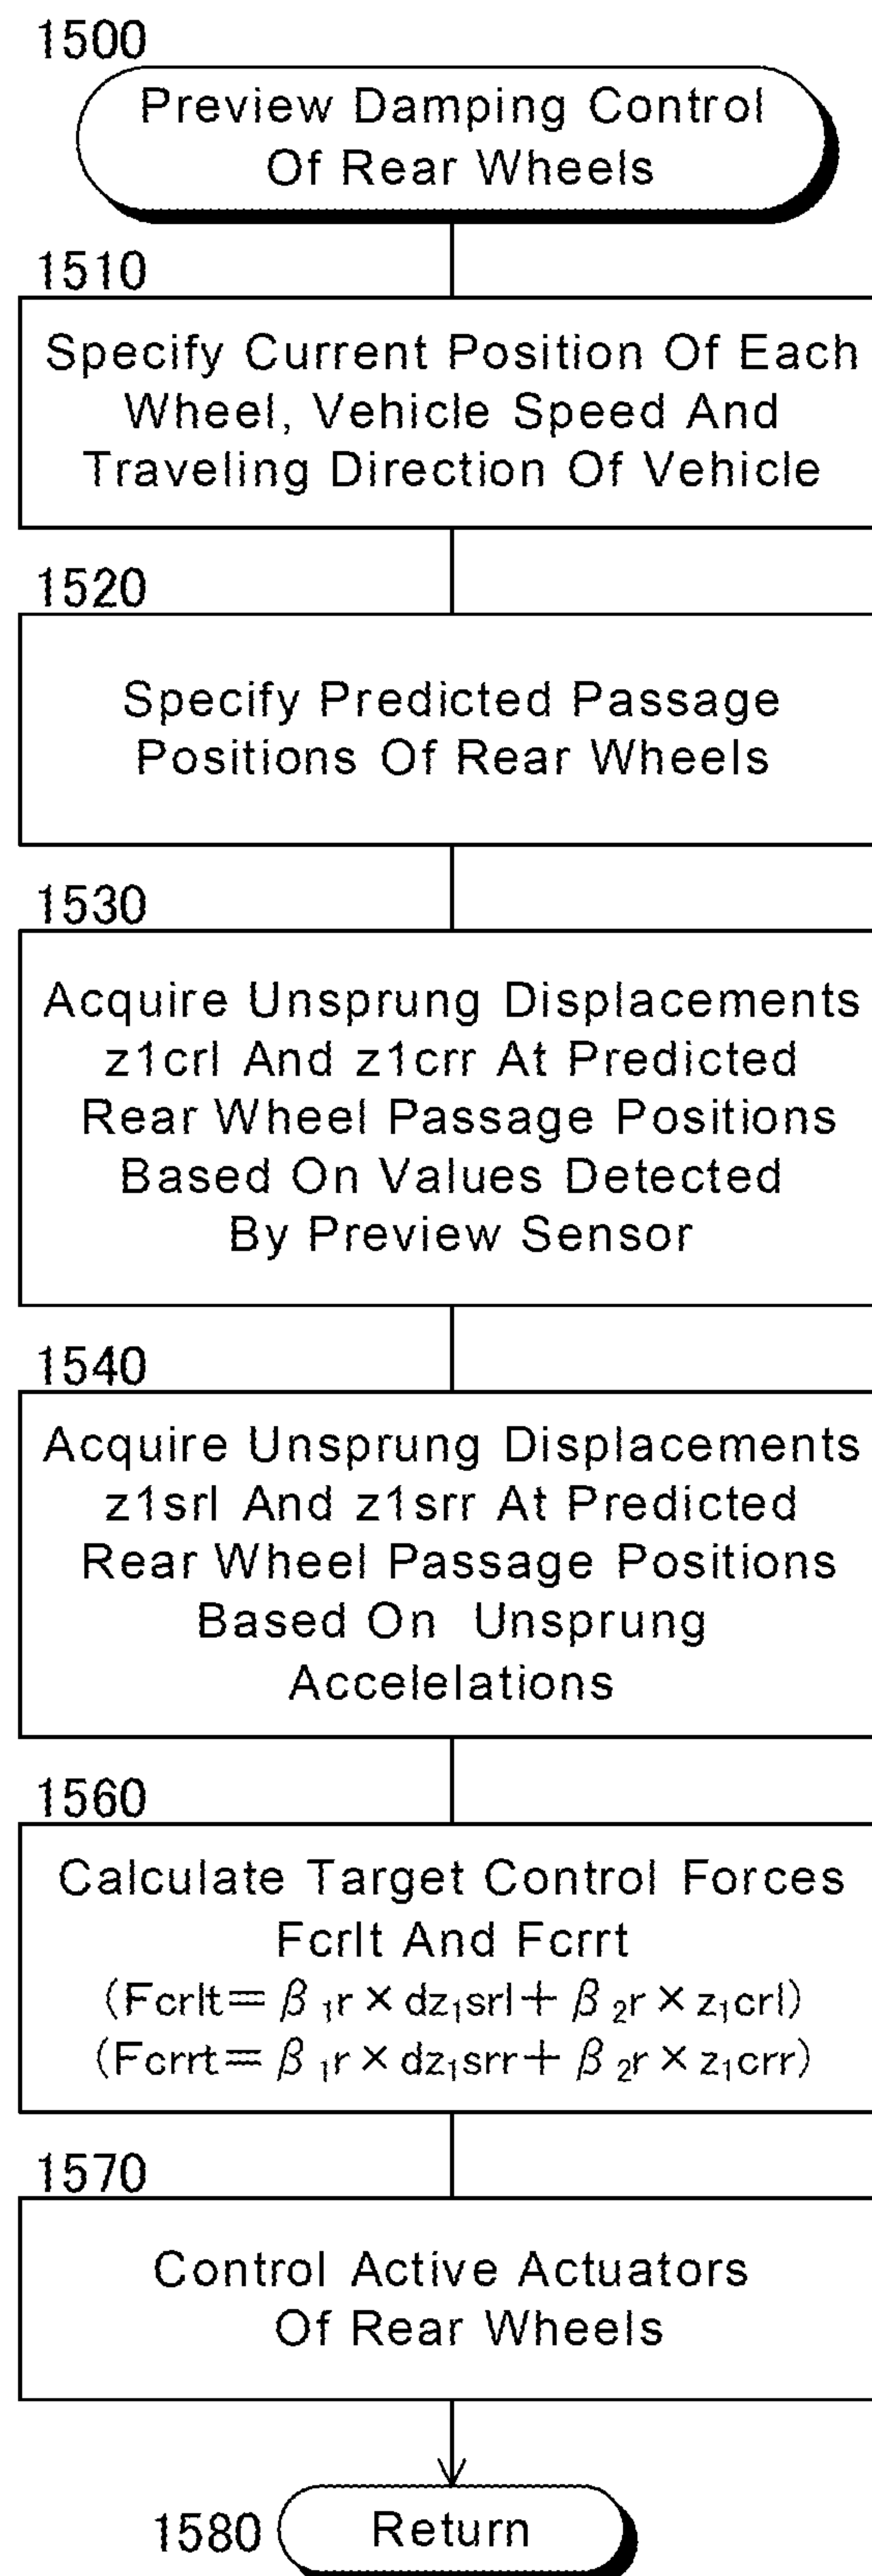 1500
Preview Damping Control
Of Rear Wheels
1510
Specify Current Position Of Each
Wheel, Vehicle Speed And
Traveling Direction Of Vehicle
1520
Specify Predicted Passage
Positions Of Rear Wheels
1530
Acquire Unsprung Displacements
z1crl And z1crr At Predicted
Rear Wheel Passage Positions
Based On Values Detected
By Preview Sensor
1540
Acquire Unsprung Displacements
z1srl And z1srr At Predicted
Rear Wheel Passage Positions
Based On Unsprung
Accelelations
1560
Calculate Target Control Forces
Fcrlt And Fcrrt
(Fcrlt=β₁r×dz₁srl+β₂r×z₁crl)
(Fcrrt=β₁r×dz₁srr+β₂r×z₁crr)
1570
Control Active Actuators
Of Rear Wheels
1580
Return